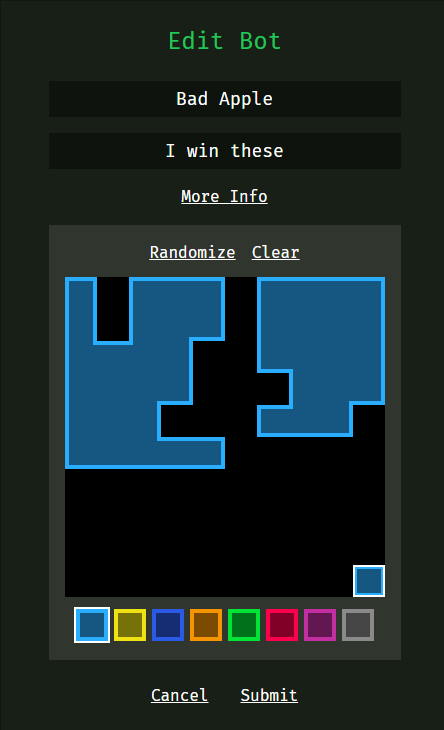 Edit Bot
Bad Apple
I win these
More Info
Randomize Clear
Cancel Submit